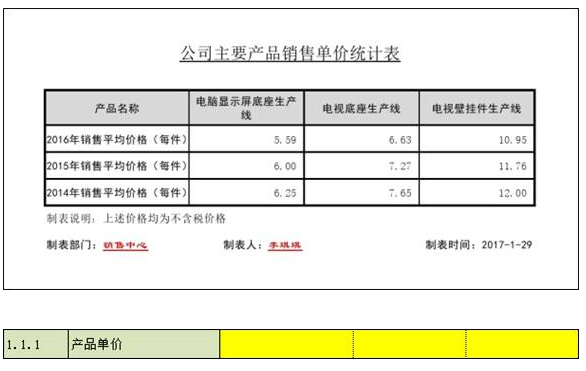 公司主要产品销售单价统计表
产品名称 电脑显示屏底座生产线 电视底座生产线 电视壁挂件生产线
2016年销售平均价格（每件） 5.59 6.63 10.95
2015年销售平均价格（每件） 6.00 7.27 11.76
2014年销售平均价格（每件） 6.25 7.65 12.00
制表说明：上述价格均为不含税价格
制表部门：销售中心 制表人：李琪琪 制表时间：2017-1-29
1.1.1 产品单价